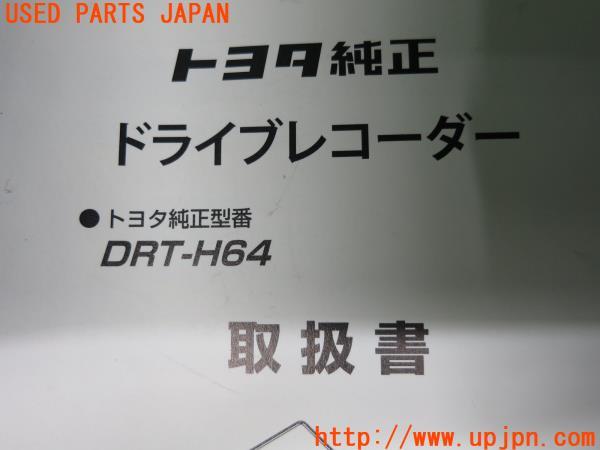 USED PARTS JAPAN
トヨタ純正
ドライブレコーダー
●トヨタ純正型番
DRT-H64
取扱書
http://www.upjpn.com